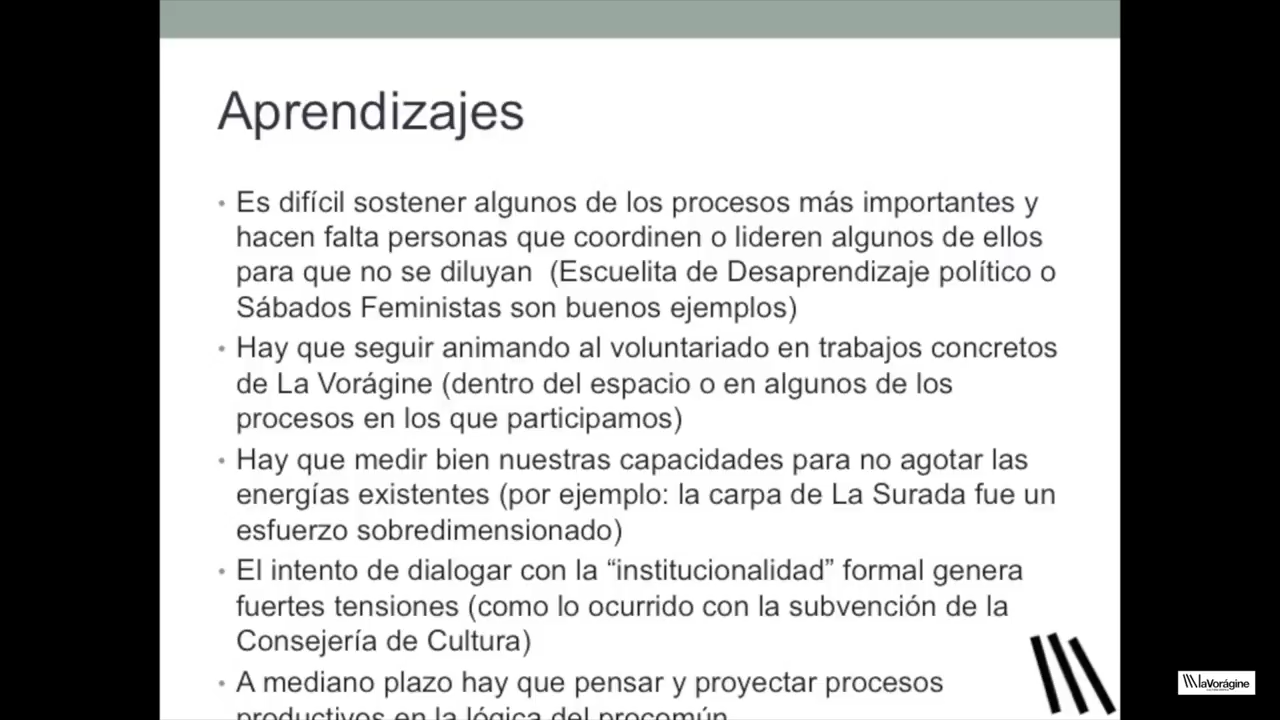 Aprendizajes
• Es difícil sostener algunos de los procesos más importantes y
hacen falta personas que coordinen o lideren algunos de ellos
para que no se diluyan (Escuelita de Desaprendizaje político o
Sábados Feministas son buenos ejemplos)
• Hay que seguir animando al voluntariado en trabajos concretos
de La Vorágine (dentro del espacio o en algunos de los
procesos en los que participamos)
• Hay que medir bien nuestras capacidades para no agotar las
energías existentes (por ejemplo: la carpa de La Surada fue un
esfuerzo sobredimensionado)
• El intento de dialogar con la “institucionalidad” formal genera
fuertes tensiones (como lo ocurrido con la subvención de la
Consejería de Cultura)
• A mediano plazo hay que pensar y proyectar procesos
productivos en la lógica del procomún
laVorágine